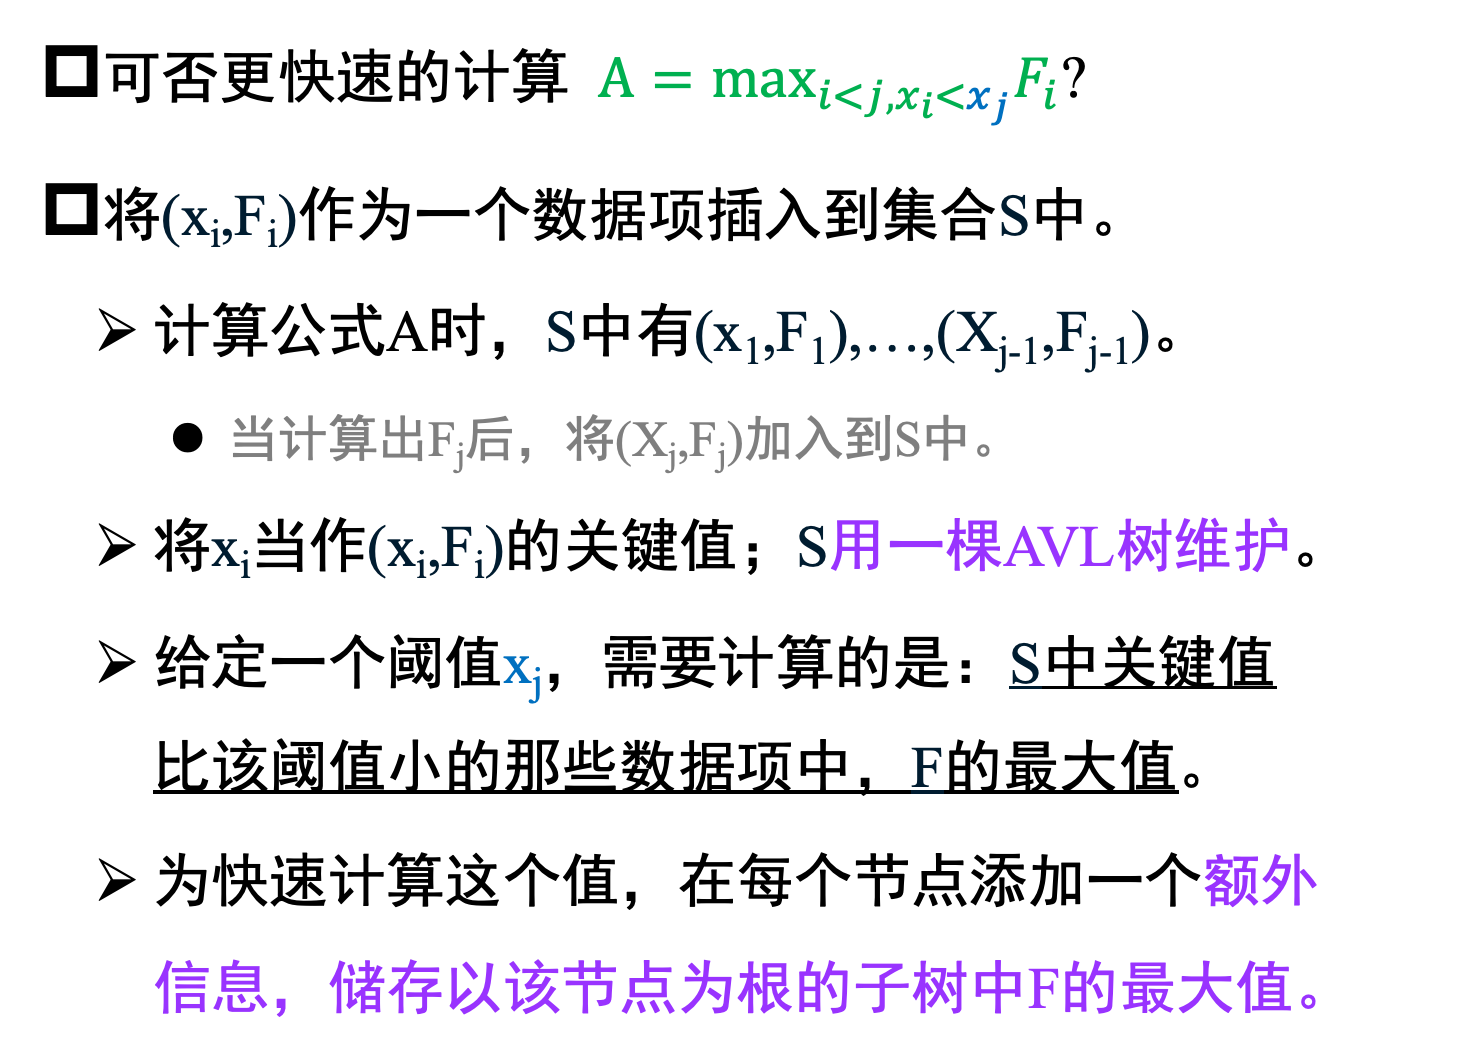 可否更快速的计算 A = max_{i<j,x_i<x_j} F_i?
将(x_i,F_i)作为一个数据项插入到集合S中。
计算公式A时，S中有(x_1,F_1),…,(X_{j-1},F_{j-1})。
当计算出F_j后，将(X_j,F_j)加入到S中。
将x_i当作(x_i,F_i)的关键值；S用一棵AVL树维护。
给定一个阈值x_j，需要计算的是：S中关键值
比该阈值小的那些数据项中，F的最大值。
为快速计算这个值，在每个节点添加一个额外
信息，储存以该节点为根的子树中F的最大值。